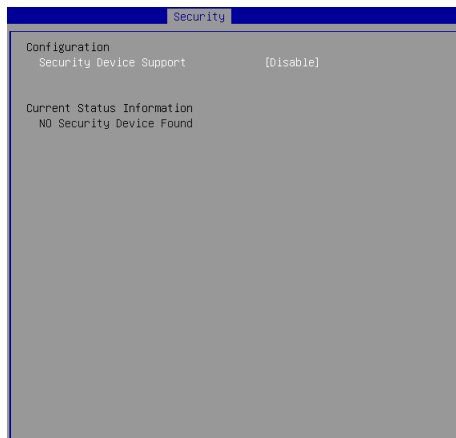 Security
Configuration
Security Device Support [Disable]
Current Status Information
NO Security Device Found